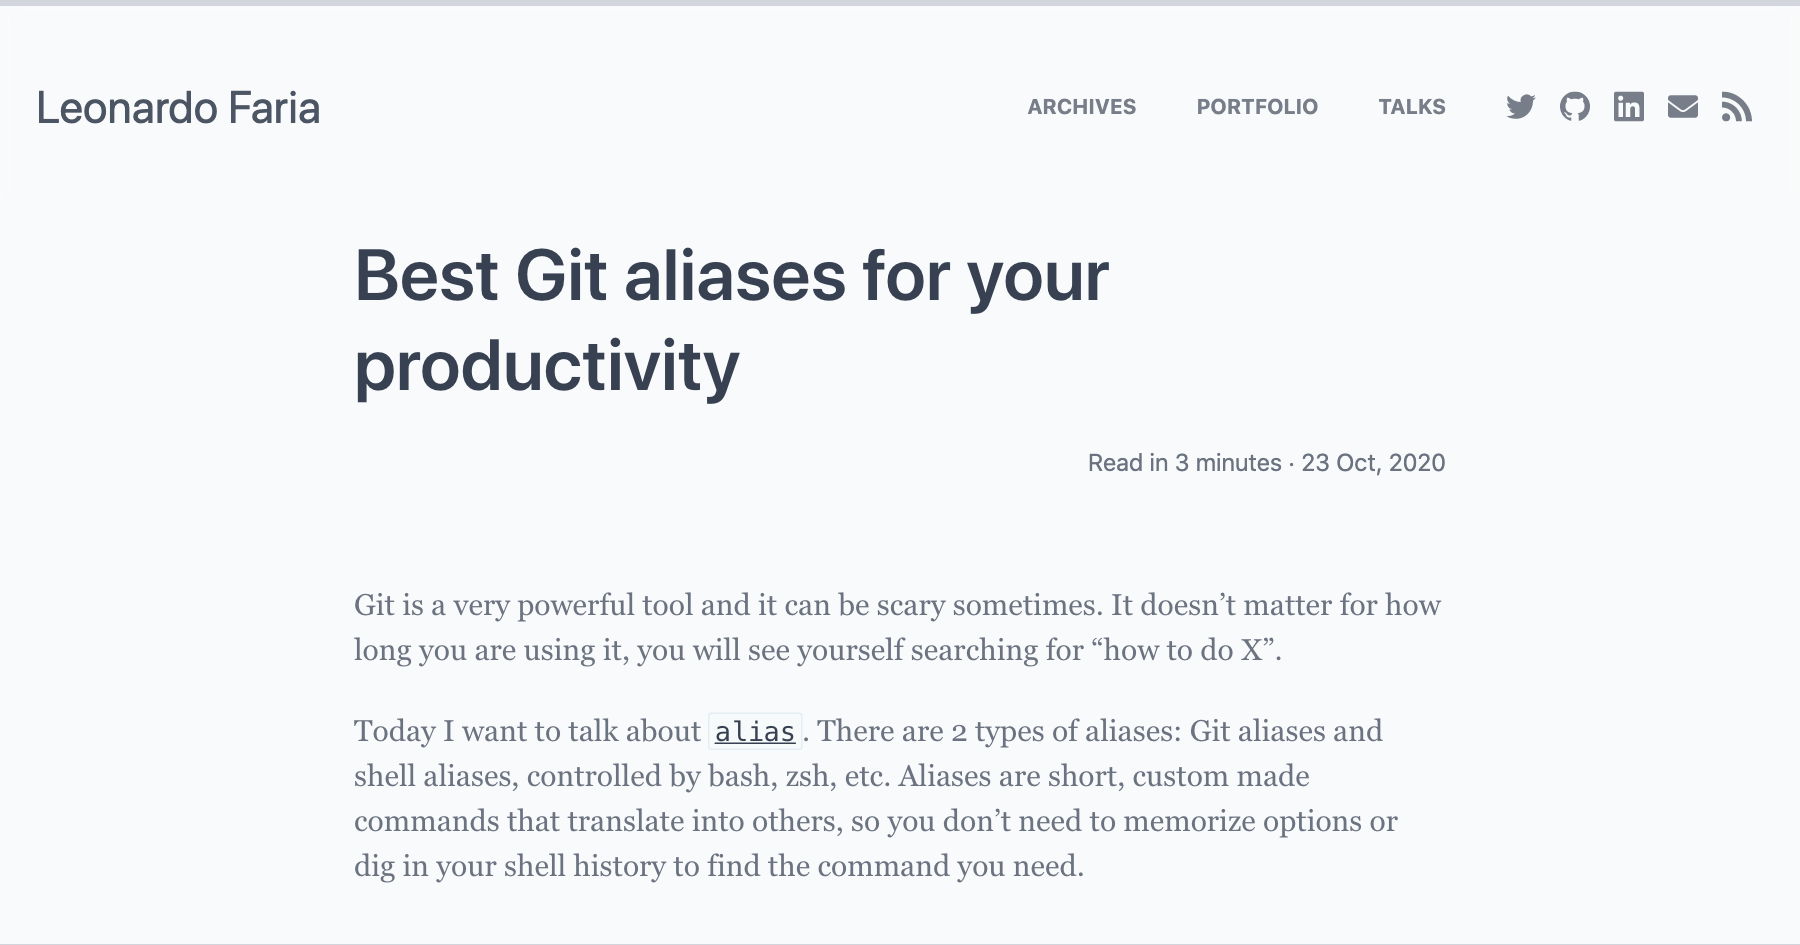 Leonardo Faria
ARCHIVES PORTFOLIO TALKS
Best Git aliases for your
productivity
Read in 3 minutes · 23 Oct, 2020
Git is a very powerful tool and it can be scary sometimes. It doesn’t matter for how
long you are using it, you will see yourself searching for “how to do X”.
Today I want to talk about alias. There are 2 types of aliases: Git aliases and
shell aliases, controlled by bash, zsh, etc. Aliases are short, custom made
commands that translate into others, so you don’t need to memorize options or
dig in your shell history to find the command you need.